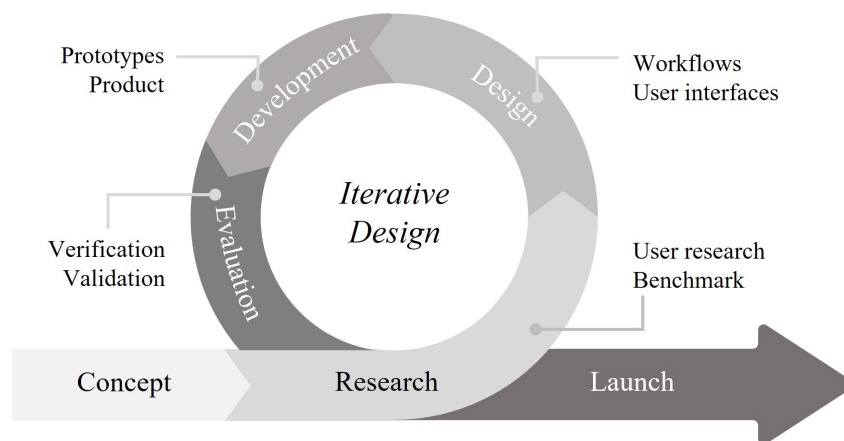 Prototypes
Product
Development
Design
Workflows
User interfaces
Iterative
Design
Evaluation
Verification
Validation
User research
Benchmark
Concept
Research
Launch